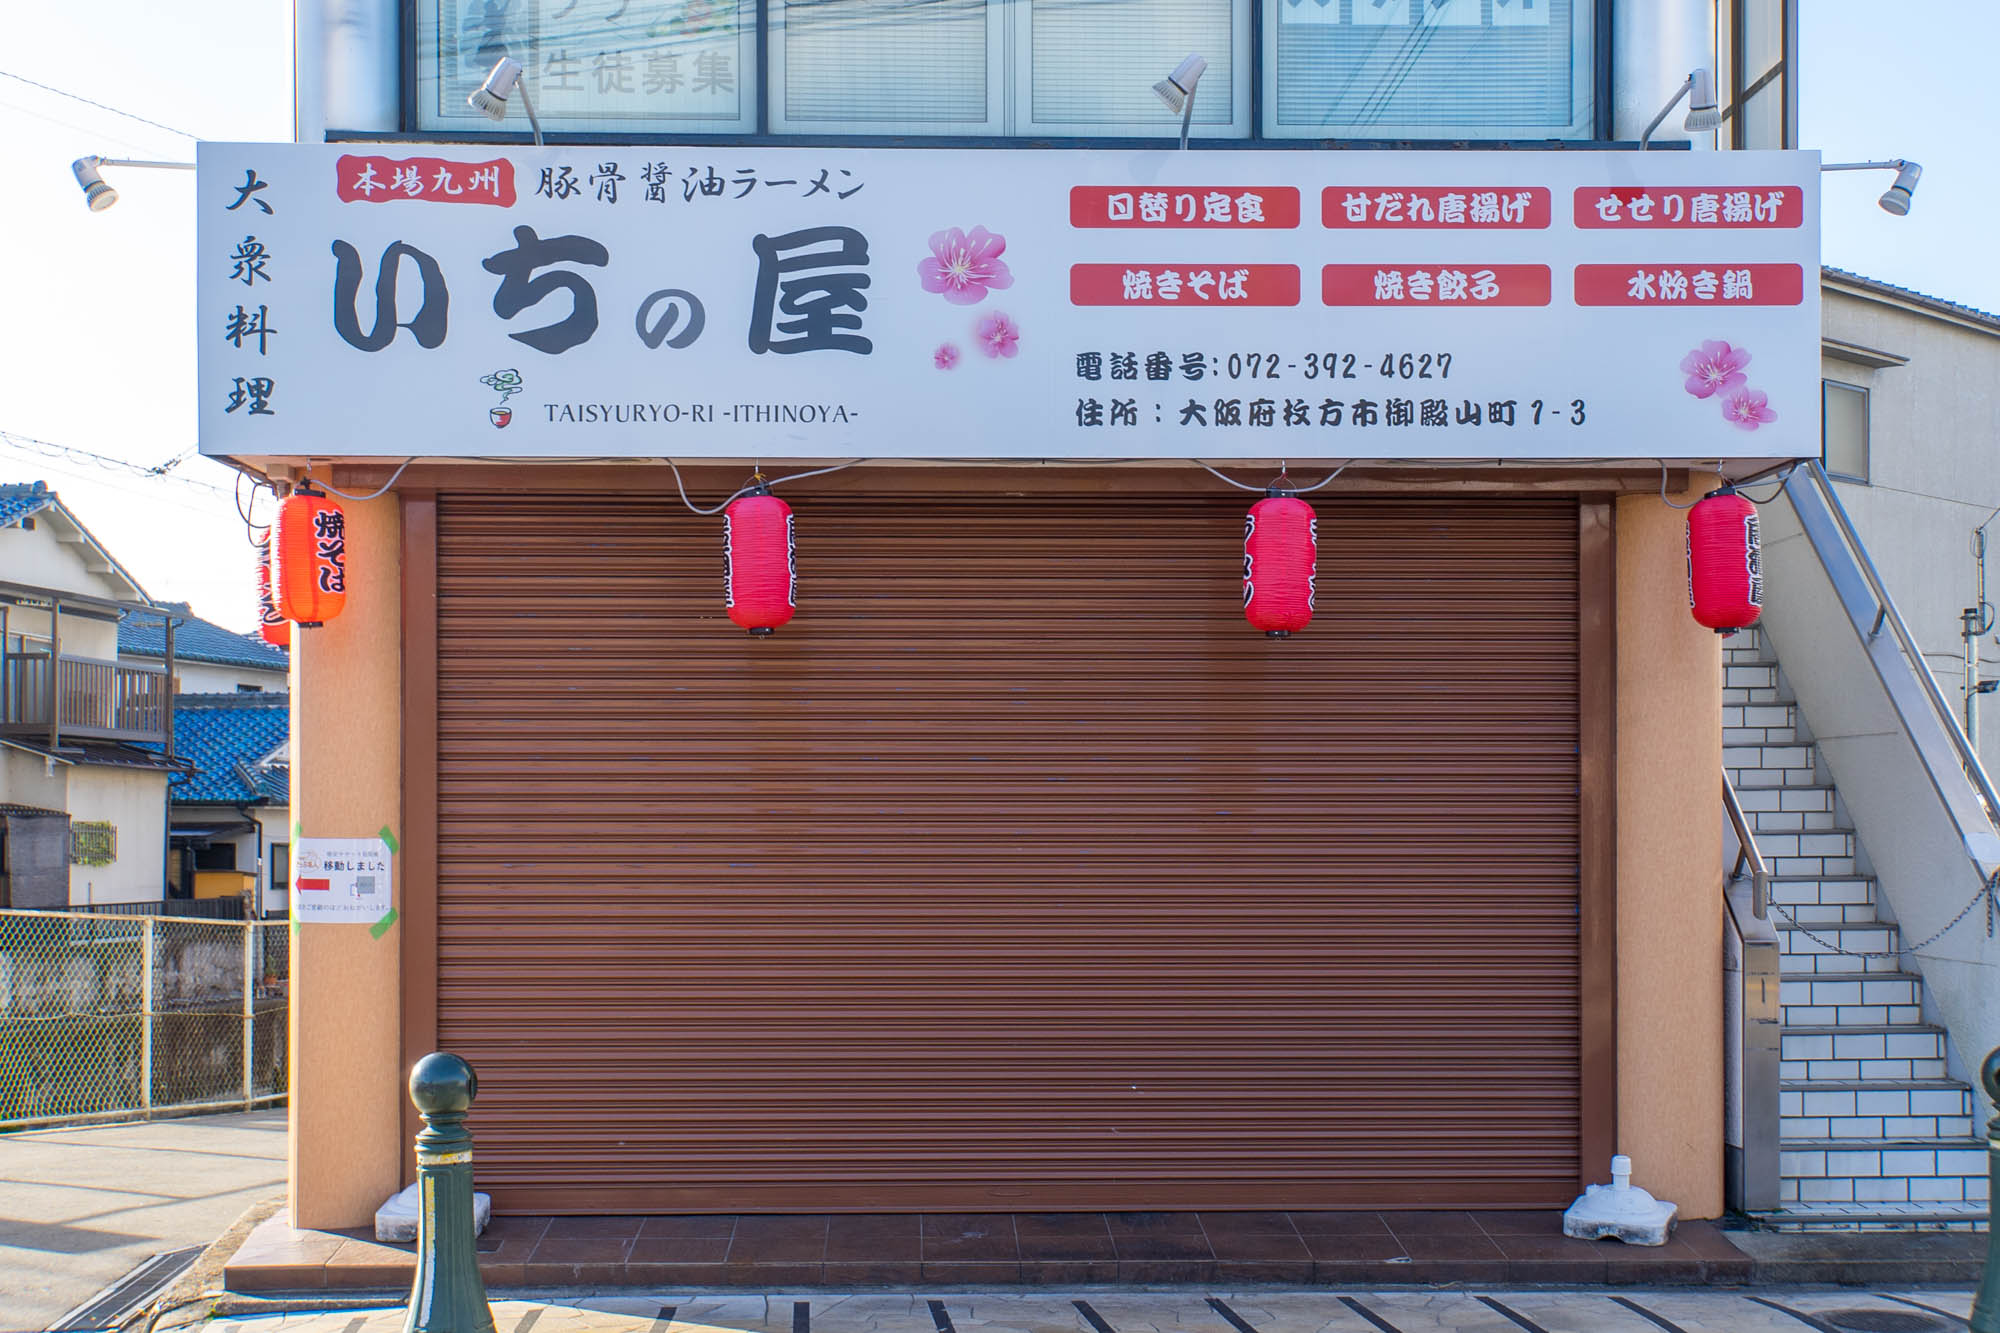 生徒募集
大衆料理
本場九州 豚骨醤油ラーメン
いちの屋
TAISYURYO-RI -ITHINOYA-
日替り定食 甘だれ唐揚げ せせり唐揚げ
焼きそば 焼き餃子 水炊き鍋
電話番号:072-392-4627
住所:大阪府枚方市御殿山町1-3
焼そば
移動しました